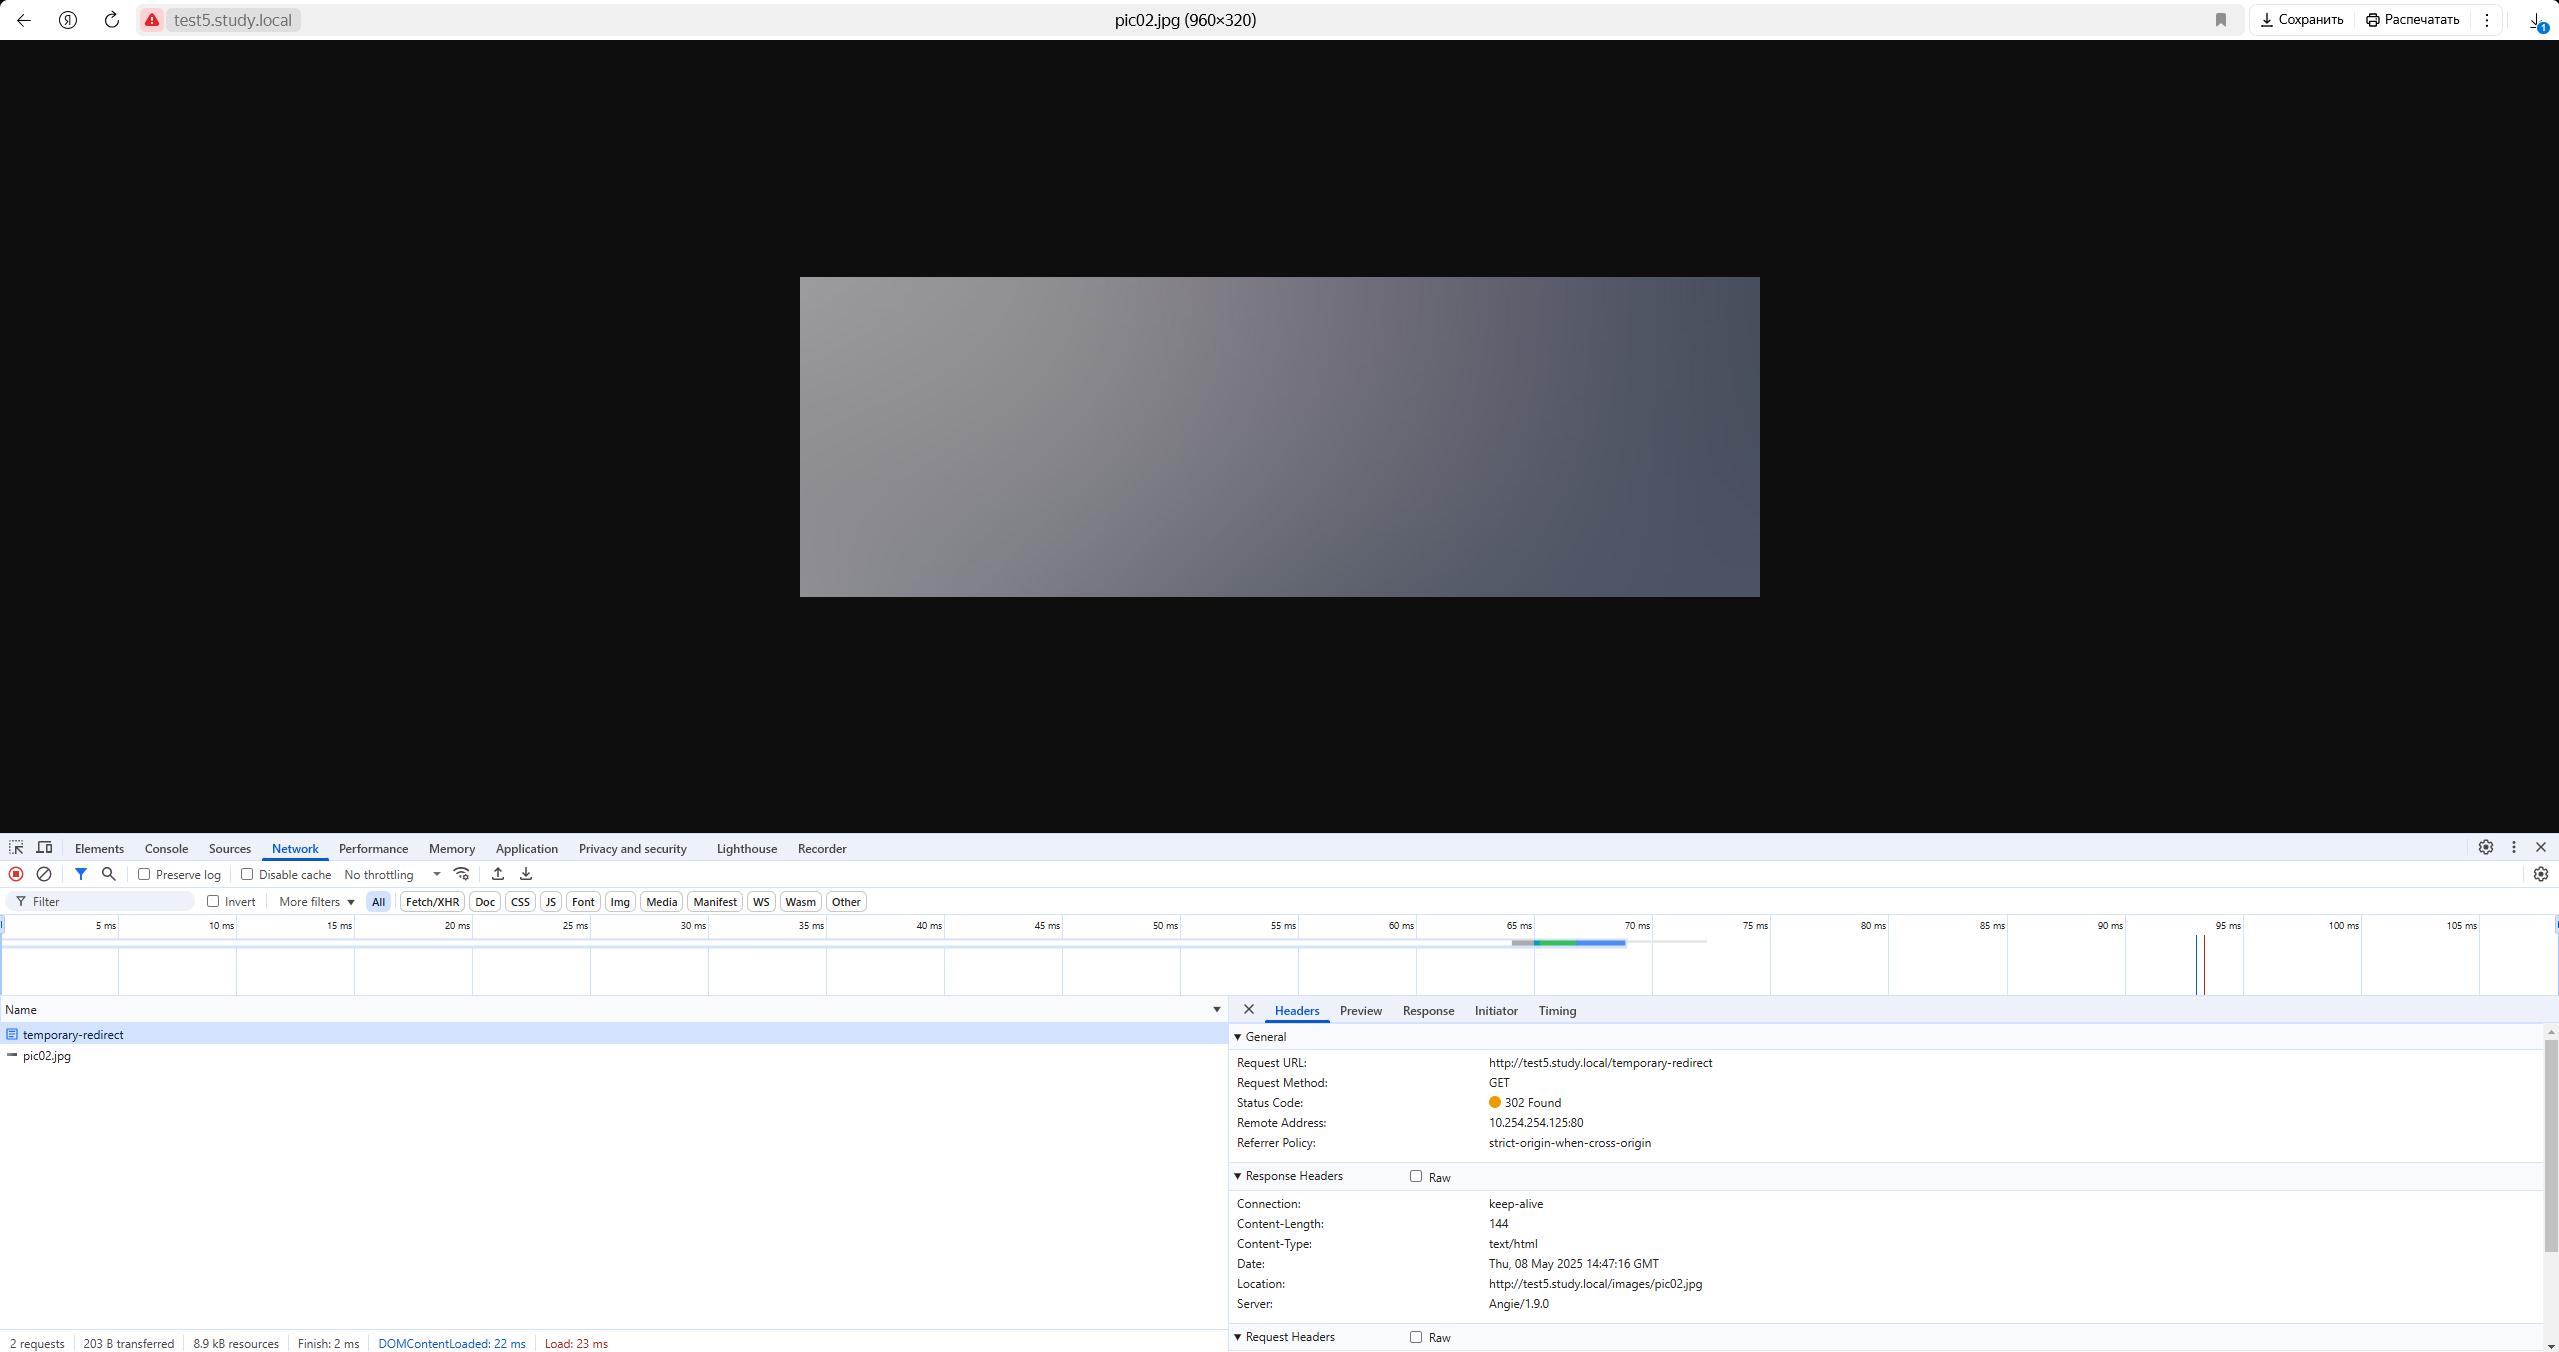 test5.study.local pic02.jpg (960×320) Сохранить Распечатать 1
Elements Console Sources Network Performance Memory Application Privacy and security Lighthouse Recorder
Preserve log Disable cache No throttling
Filter Invert More filters All Fetch/XHR Doc CSS JS Font Img Media Manifest WS Wasm Other
5 ms 10 ms 15 ms 20 ms 25 ms 30 ms 35 ms 40 ms 45 ms 50 ms 55 ms 60 ms 65 ms 70 ms 75 ms 80 ms 85 ms 90 ms 95 ms 100 ms 105 ms
Name
temporary-redirect
pic02.jpg
Headers Preview Response Initiator Timing
General
Request URL: http://test5.study.local/temporary-redirect
Request Method: GET
Status Code: 302 Found
Remote Address: 10.254.254.125:80
Referrer Policy: strict-origin-when-cross-origin
Response Headers Raw
Connection: keep-alive
Content-Length: 144
Content-Type: text/html
Date: Thu, 08 May 2025 14:47:16 GMT
Location: http://test5.study.local/images/pic02.jpg
Server: Angie/1.9.0
Request Headers Raw
2 requests 203 B transferred 8.9 kB resources Finish: 2 ms DOMContentLoaded: 22 ms Load: 23 ms